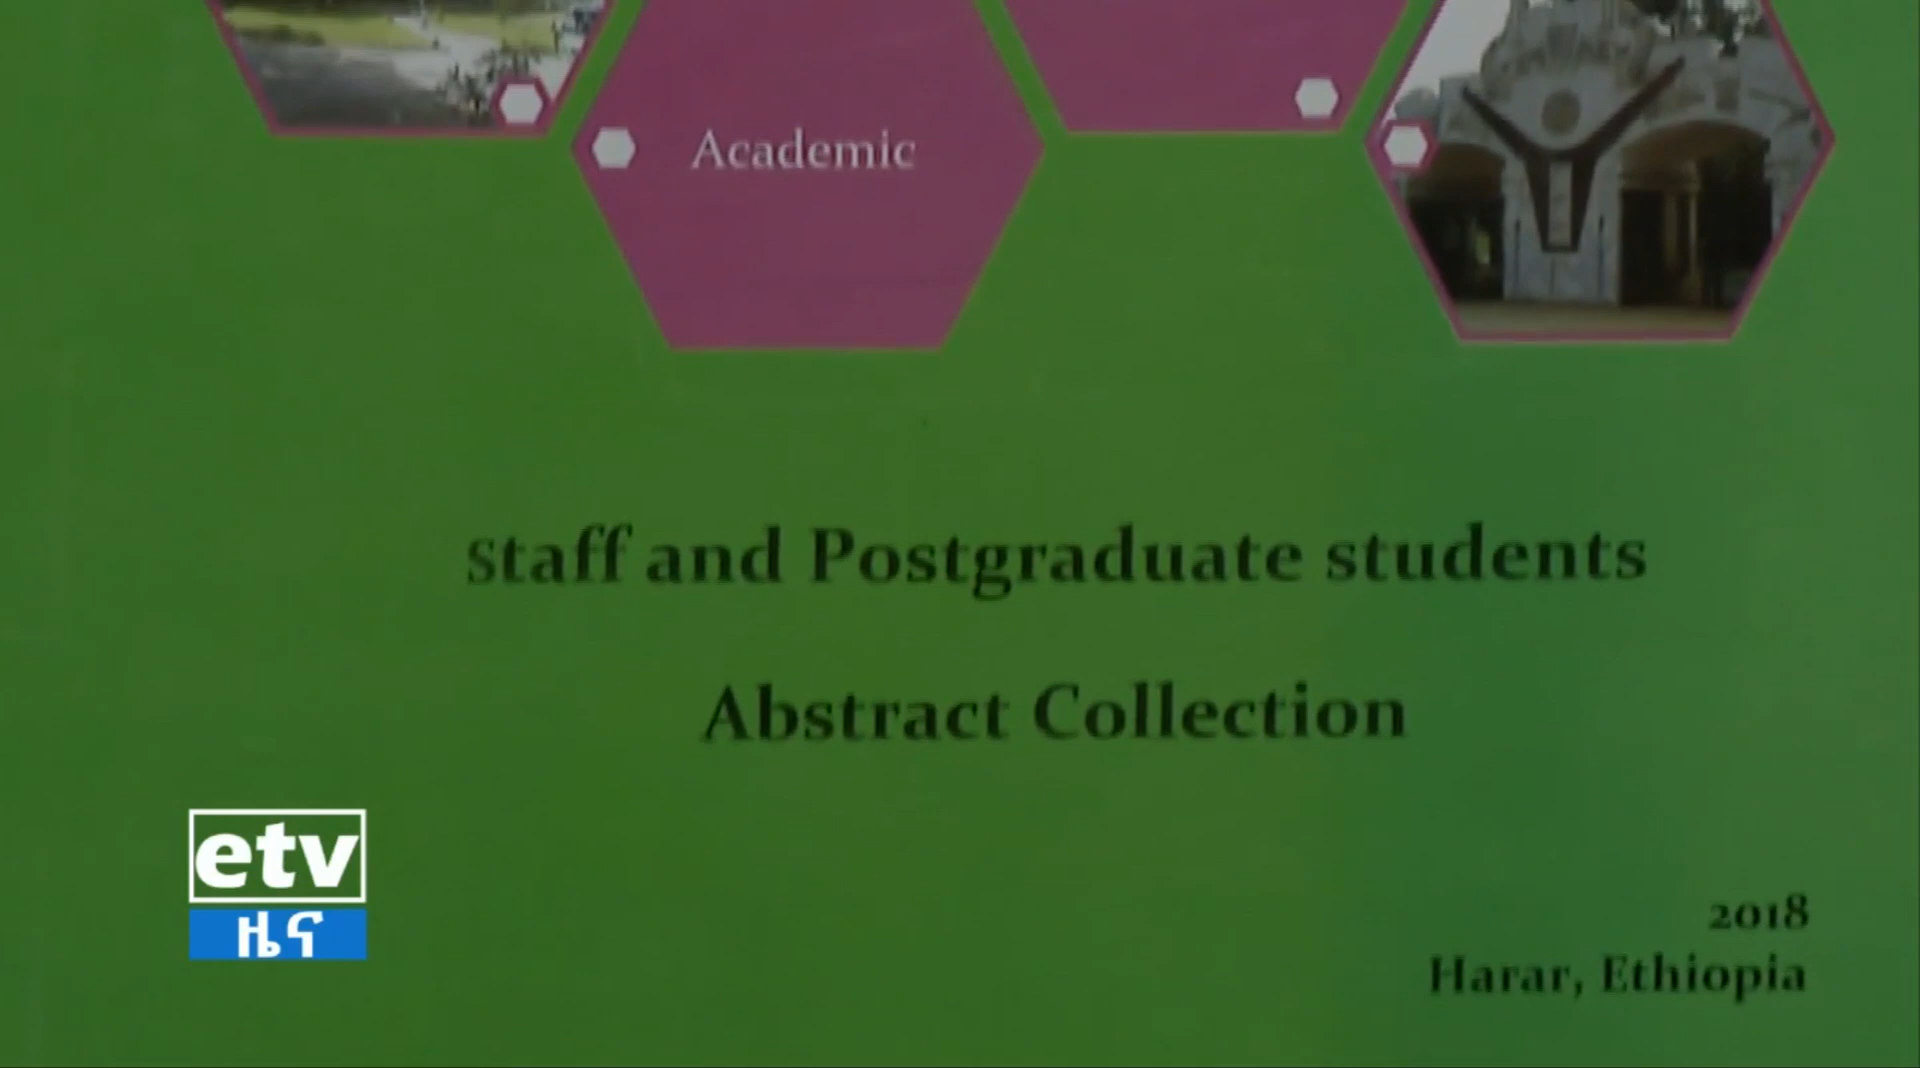 Academic
Staff and Postgraduate students
Abstract Collection
etv
ዜና
2018
Harar, Ethiopia